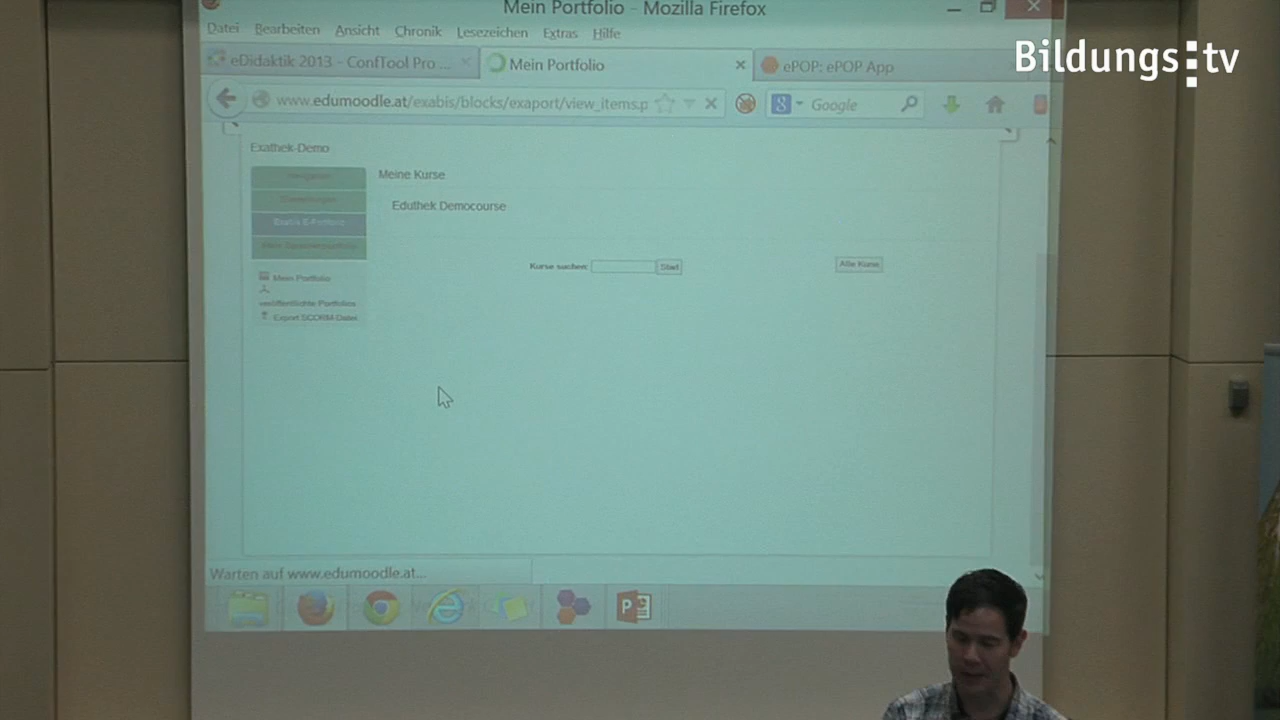 Mein Portfolio - Mozilla Firefox
Datei Bearbeiten Ansicht Chronik Lesezeichen Extras Hilfe
eDidaktik 2013 - ConfTool Pro ...
Mein Portfolio
ePOP: ePOP App
Bildungs:tv
www.edumoodle.at/exabis/blocks/exaport/view_items.p
Google
Exathek-Demo
Meine Kurse
Eduthek Democourse
Kurse suchen:
Start
Alle Kurse
Mein Portfolio
veröffentlichte Portfolios
Export SCORM-Datei
Warten auf www.edumoodle.at...